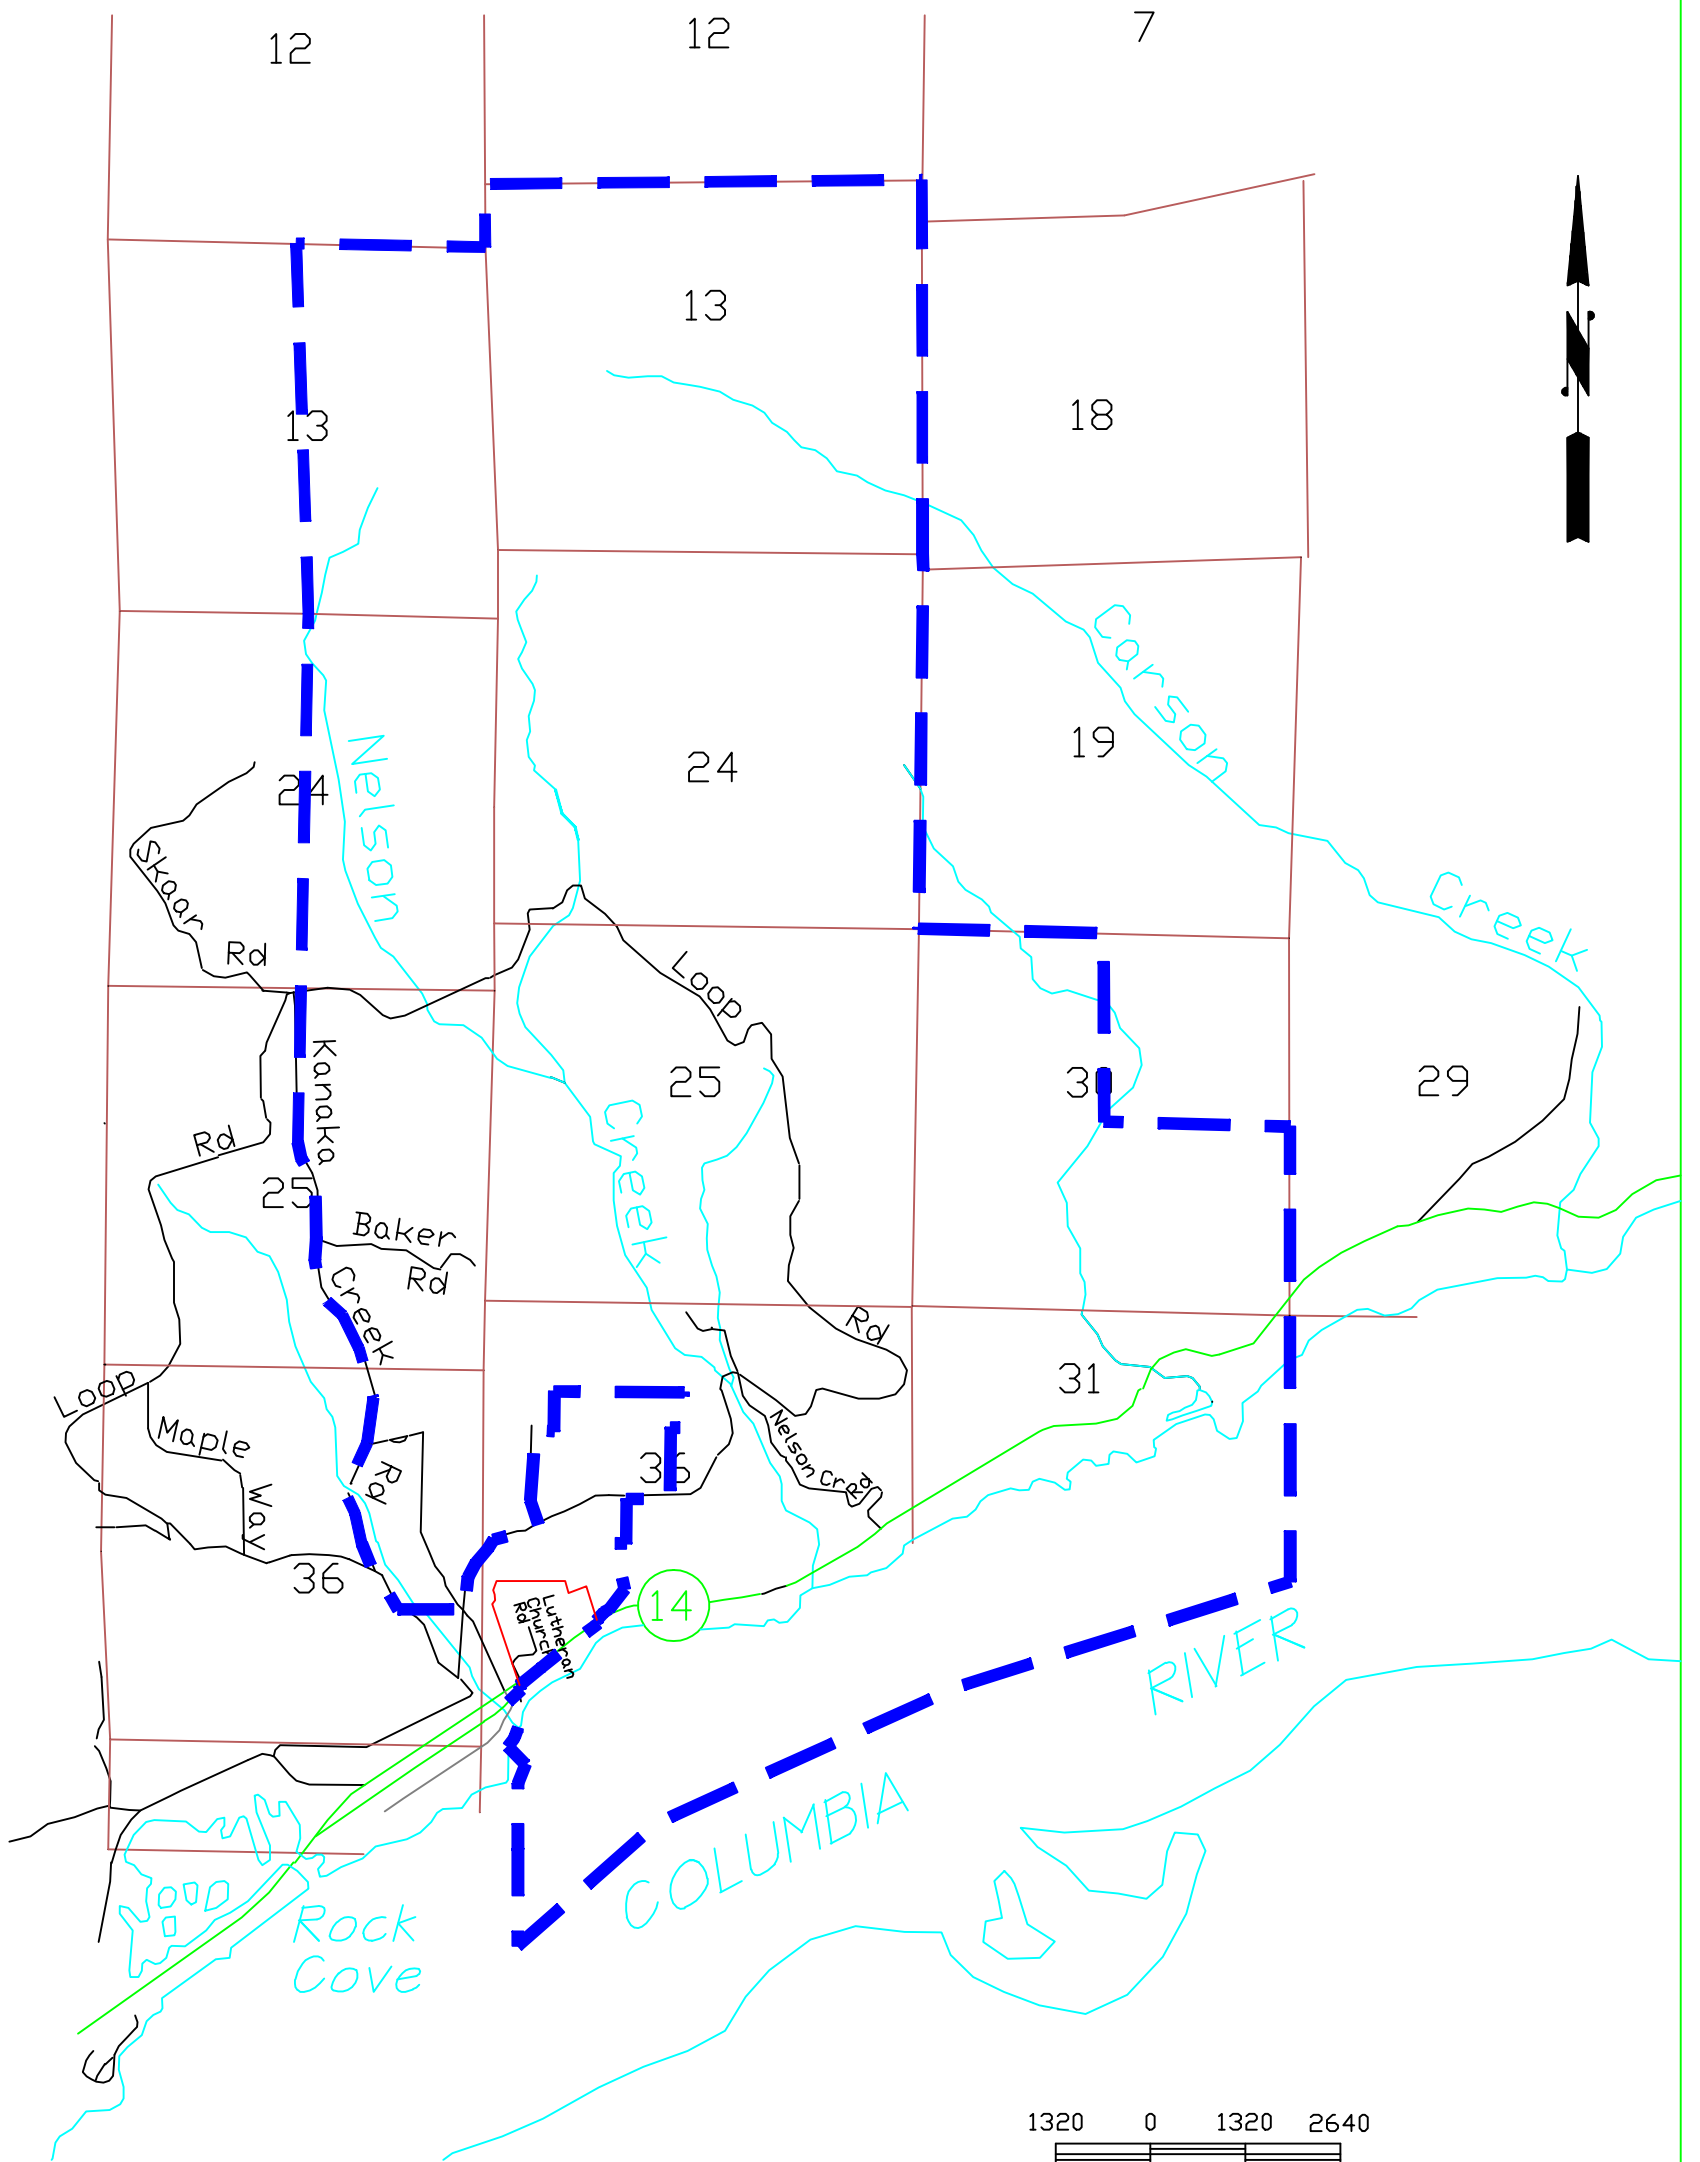 12
12
7
13
13
18
24
24
19
Nelson
Carson
Creek
Skaar
Rd
Loop
Kanaka
25
30
29
Rd
25
Creek
Baker
Rd
Creek
Rd
Loop
Maple
Way
Rd
36
31
Nelson Cr
Rd
36
14
Lutheran
Church
Rd
RIVER
COLUMBIA
Rock
Cove
N
1320 0 1320 2640